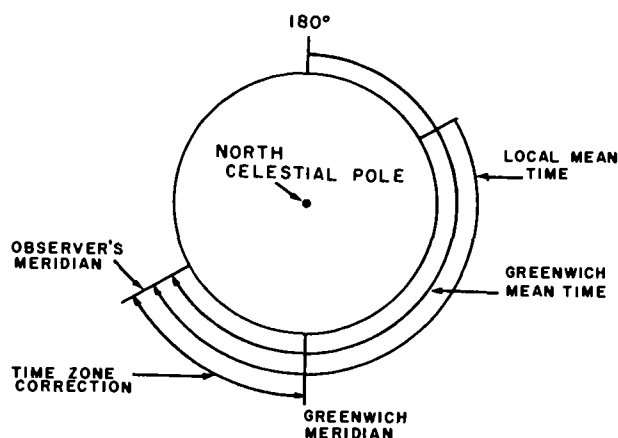 180°
NORTH
CELESTIAL POLE
LOCAL MEAN
TIME
OBSERVER'S
MERIDIAN
GREENWICH
MEAN TIME
TIME ZONE
CORRECTION
GREENWICH
MERIDIAN